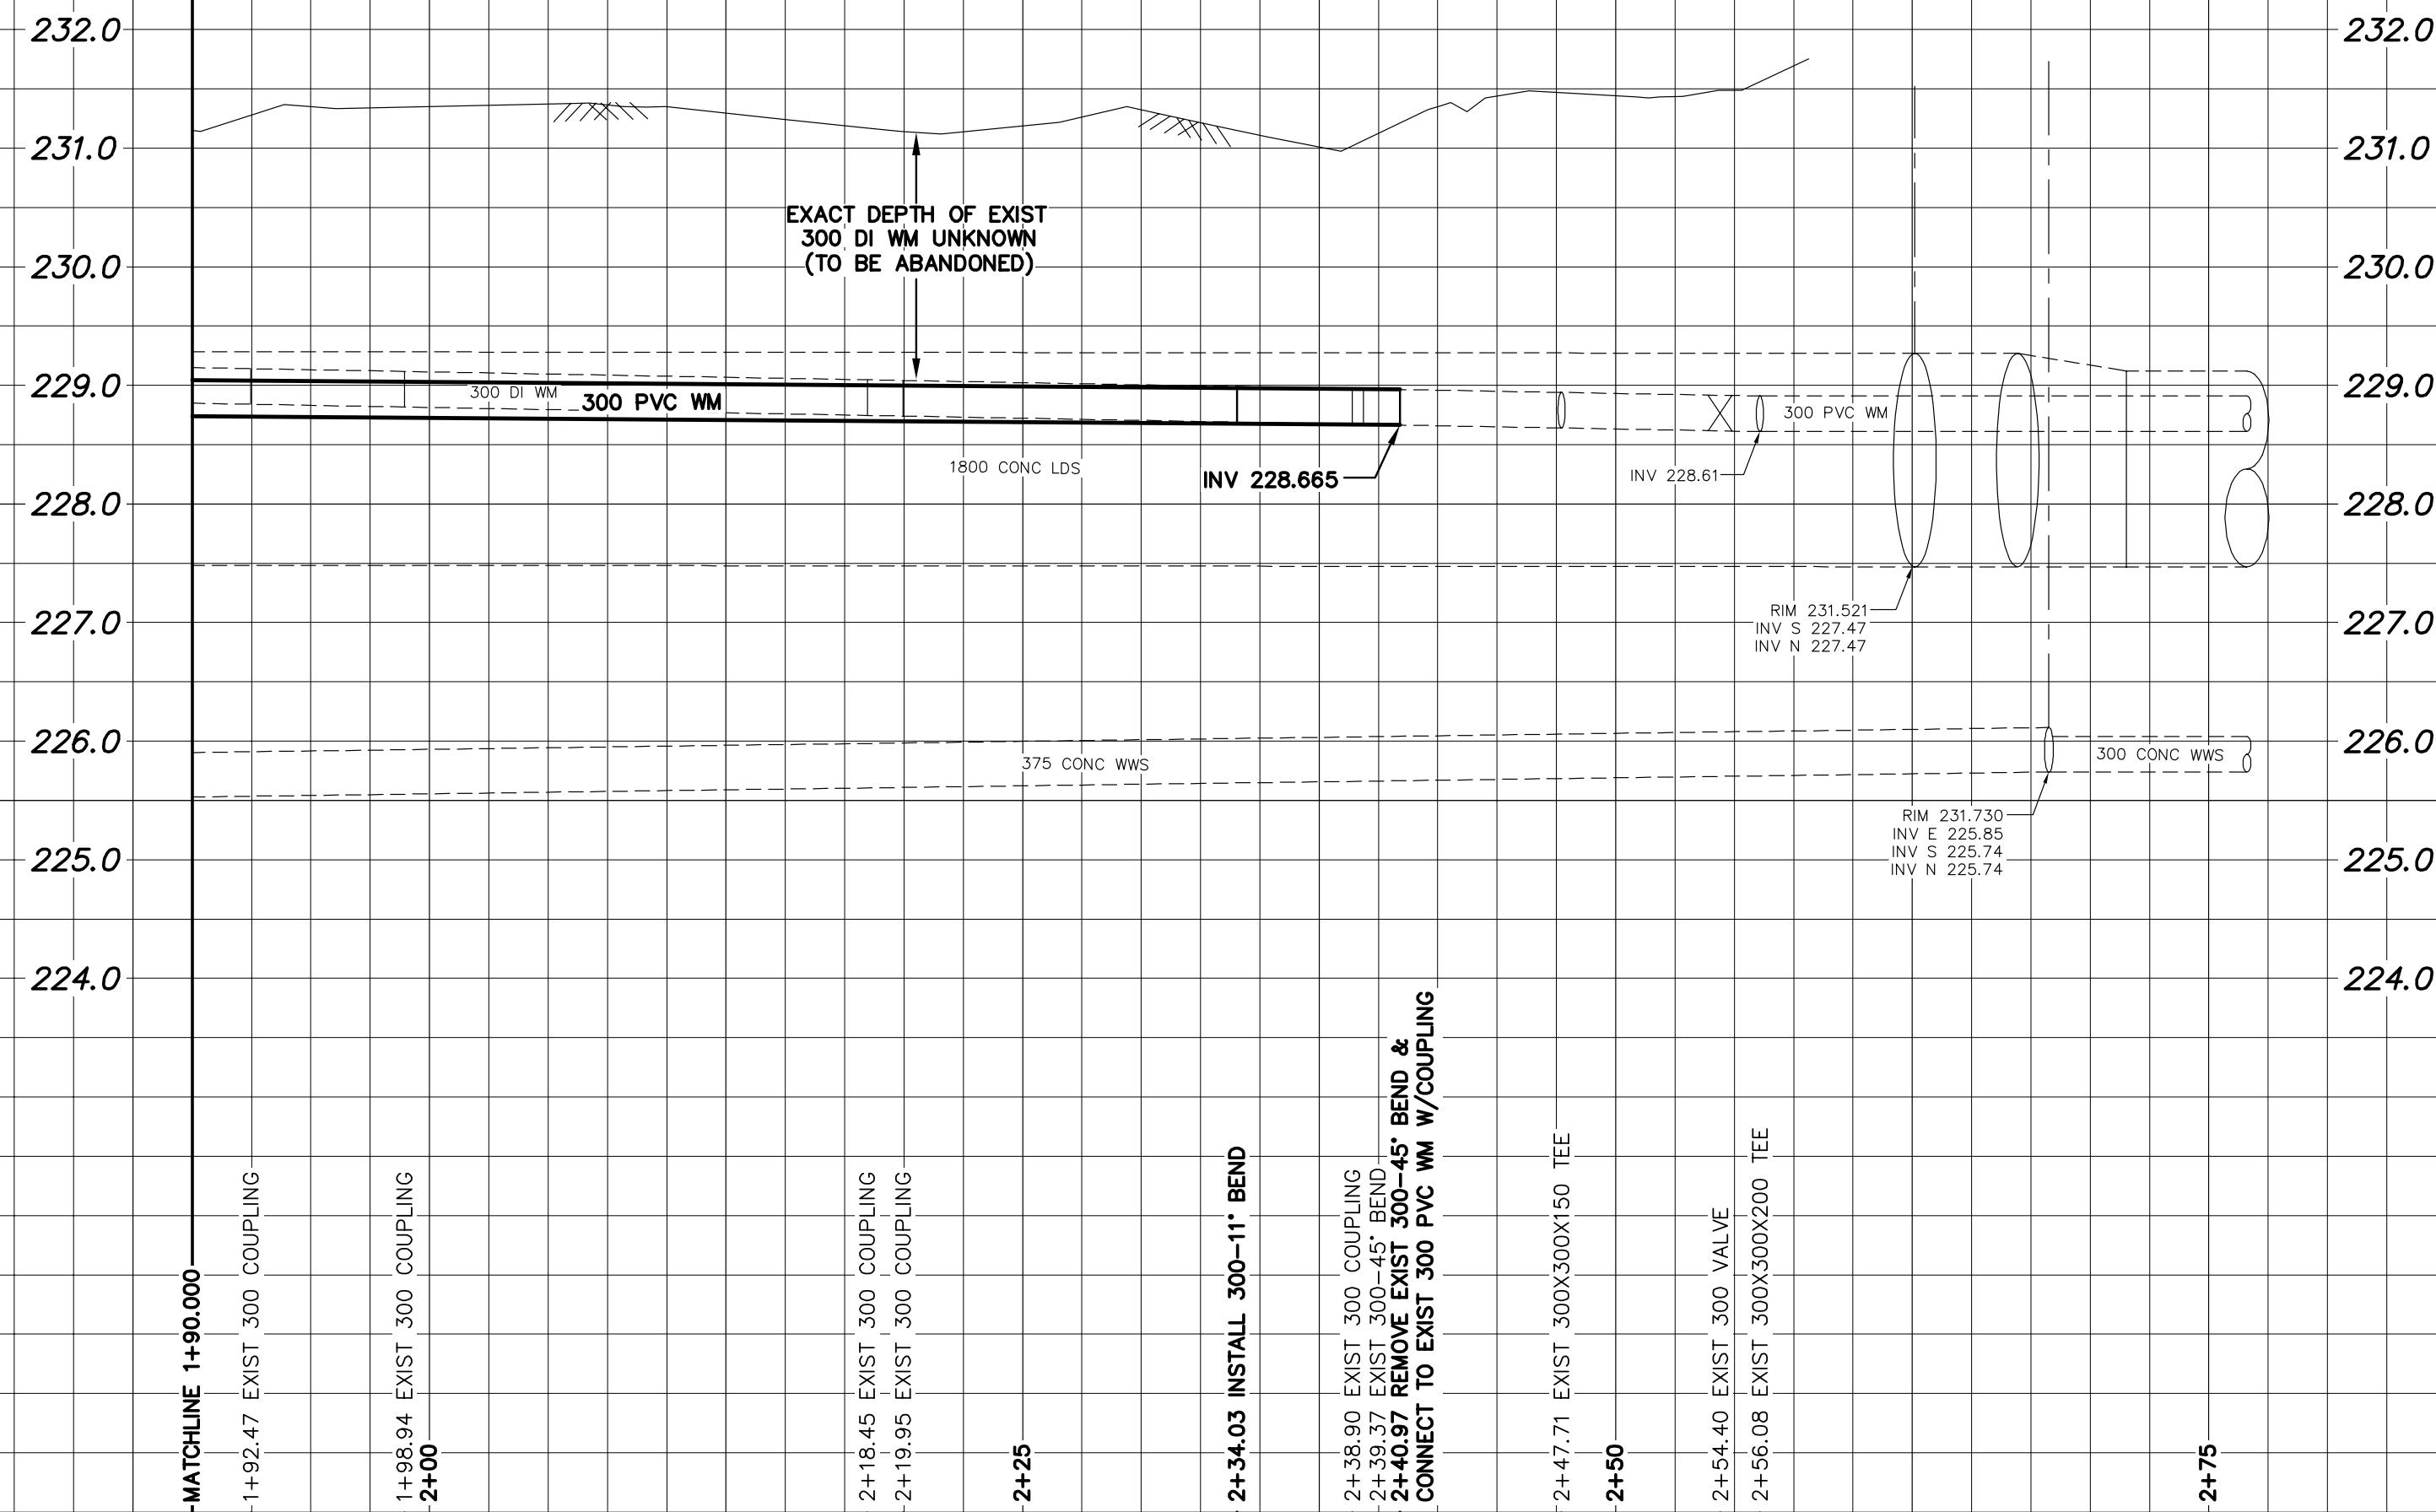 232.0
232.0
231.0
231.0
EXACT DEPTH OF EXIST
300 DI WM UNKNOWN
(TO BE ABANDONED)
230.0
230.0
229.0
229.0
300 DI WM
300 PVC WM
300 PVC WM
1800 CONC LDS
INV 228.665
INV 228.61
228.0
228.0
RIM 231.521
INV S 227.47
INV N 227.47
227.0
227.0
226.0
226.0
375 CONC WWS
300 CONC WWS
RIM 231.730
INV E 225.85
INV S 225.74
INV N 225.74
225.0
225.0
224.0
224.0
MATCHLINE 1+90.000
1+92.47 EXIST 300 COUPLING
1+98.94 EXIST 300 COUPLING
2+00
2+18.45 EXIST 300 COUPLING
2+19.95 EXIST 300 COUPLING
2+25
2+34.03 INSTALL 300-11° BEND
2+38.90 EXIST 300 COUPLING
2+39.37 EXIST 300-45° BEND
2+40.97 REMOVE EXIST 300-45° BEND &
CONNECT TO EXIST 300 PVC WM W/COUPLING
2+47.71 EXIST 300X300X150 TEE
2+50
2+54.40 EXIST 300 VALVE
2+56.08 EXIST 300X300X200 TEE
2+75